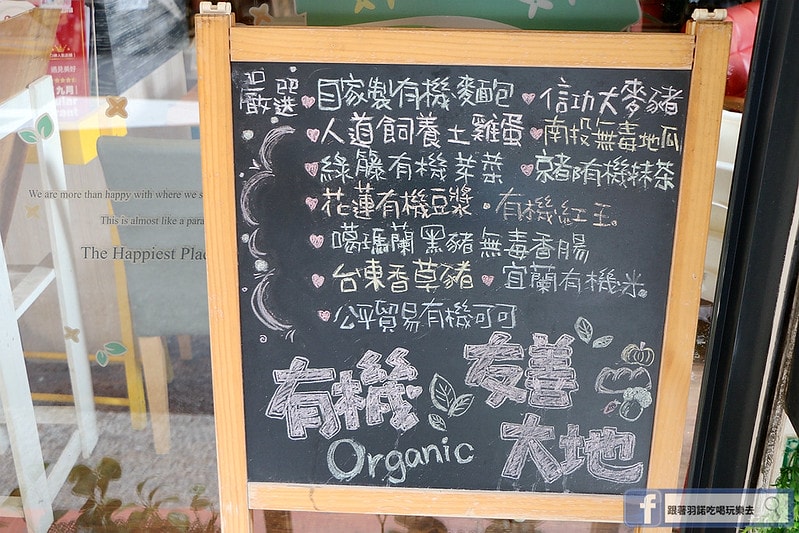 嚴選
自家製有機麥麭 信功大麥豬
人道飼養土雞蛋 南投無毒地瓜
綠籬有機芽菜 京都有機抹茶
花蓮有機豆漿 有機紅玉
噶瑪蘭黑豬無毒香腸
台東香草豬 宜蘭有機米
公平貿易有機可可
有機 友善
Organic 大地
We are more than happy with where we s
This is almost like a para
The Happiest Plac
跟著羽諾吃喝玩樂去